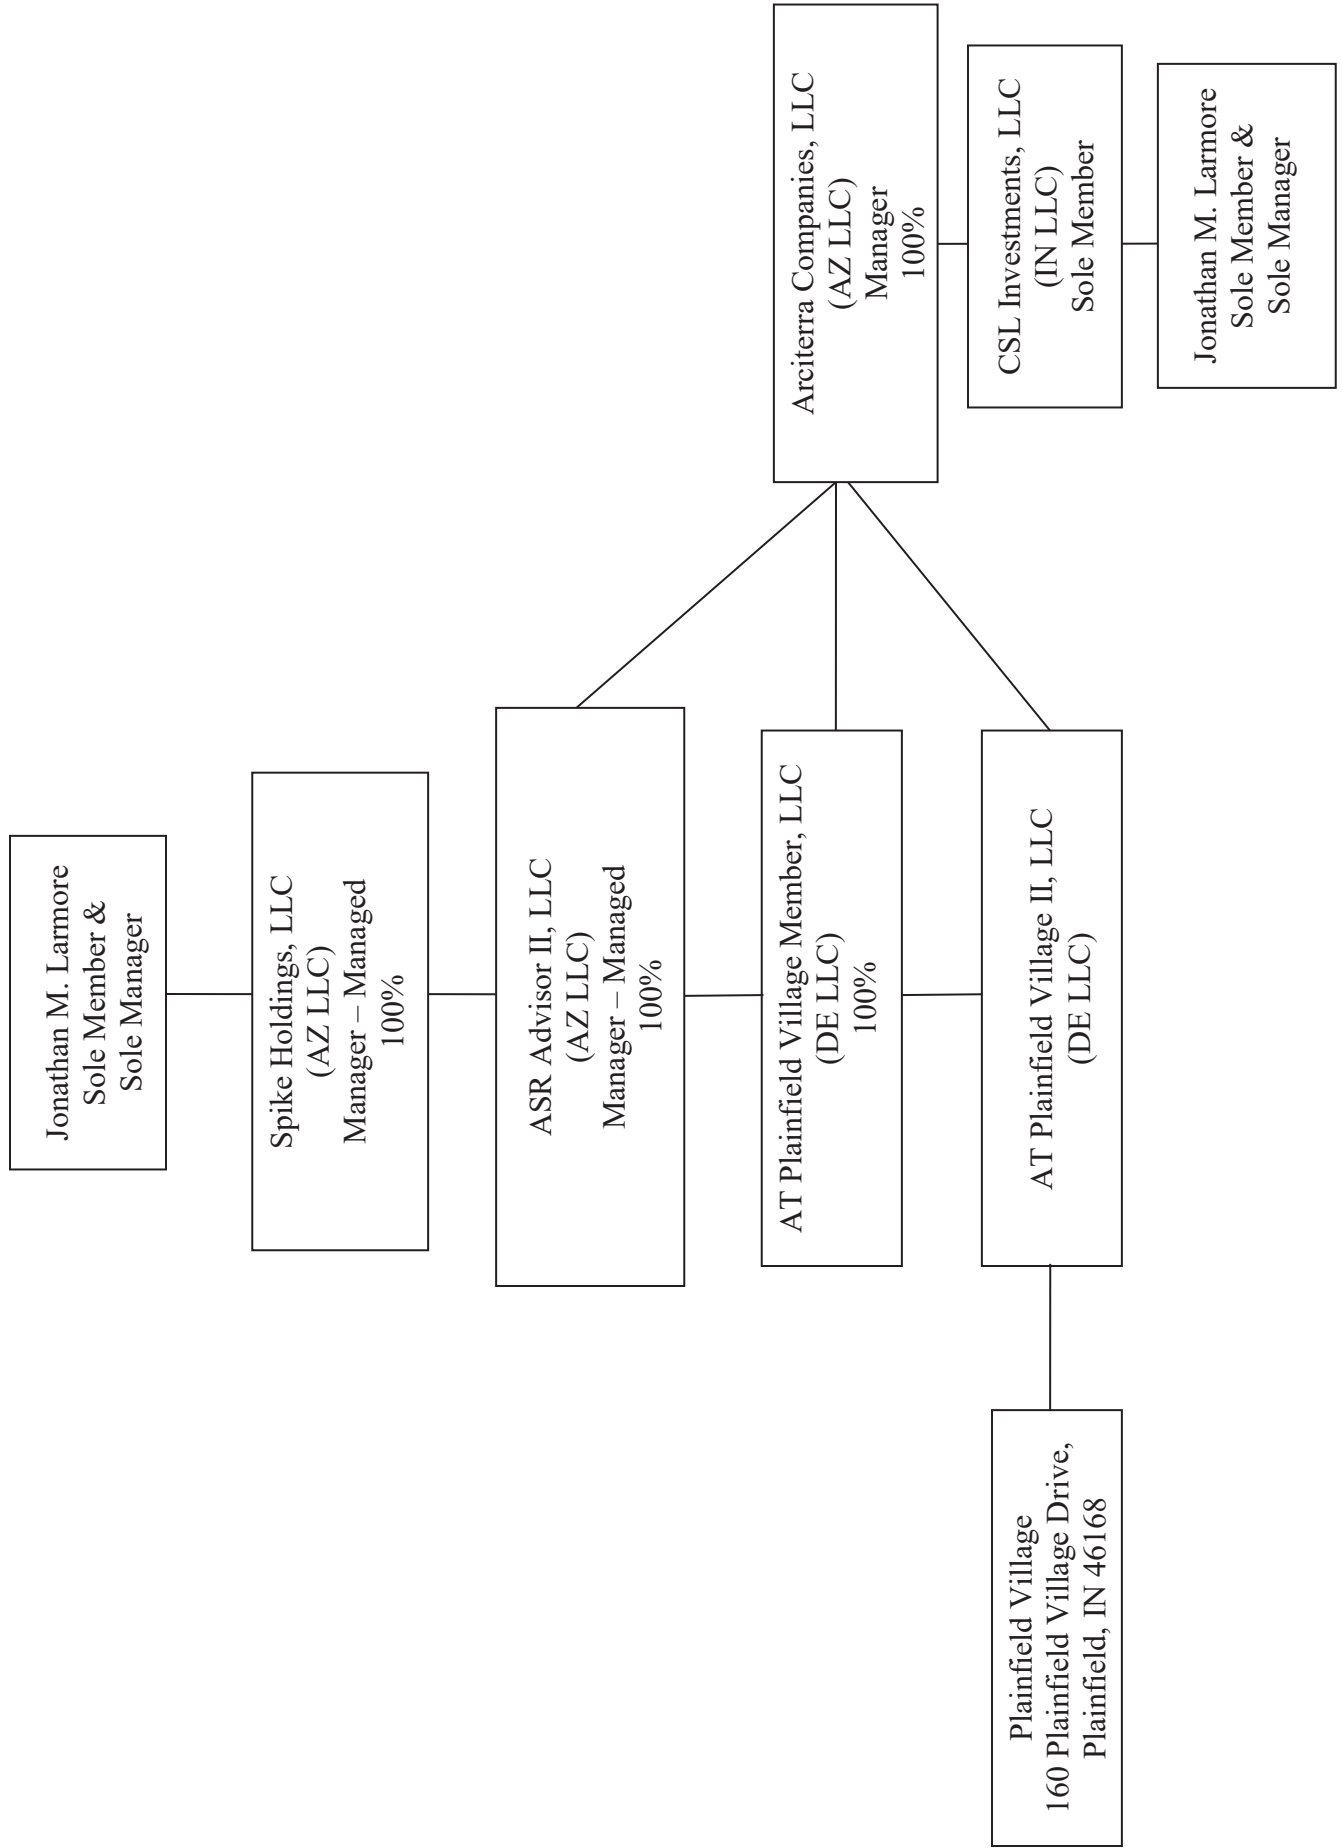 Jonathan M. Larmore
Sole Member &
Sole Manager
Spike Holdings, LLC
(AZ LLC)
Manager – Managed
100%
ASR Advisor II, LLC
(AZ LLC)
Manager – Managed
100%
AT Plainfield Village Member, LLC
(DE LLC)
100%
AT Plainfield Village II, LLC
(DE LLC)
Plainfield Village
160 Plainfield Village Drive,
Plainfield, IN 46168
Arciterra Companies, LLC
(AZ LLC)
Manager
100%
CSL Investments, LLC
(IN LLC)
Sole Member
Jonathan M. Larmore
Sole Member &
Sole Manager